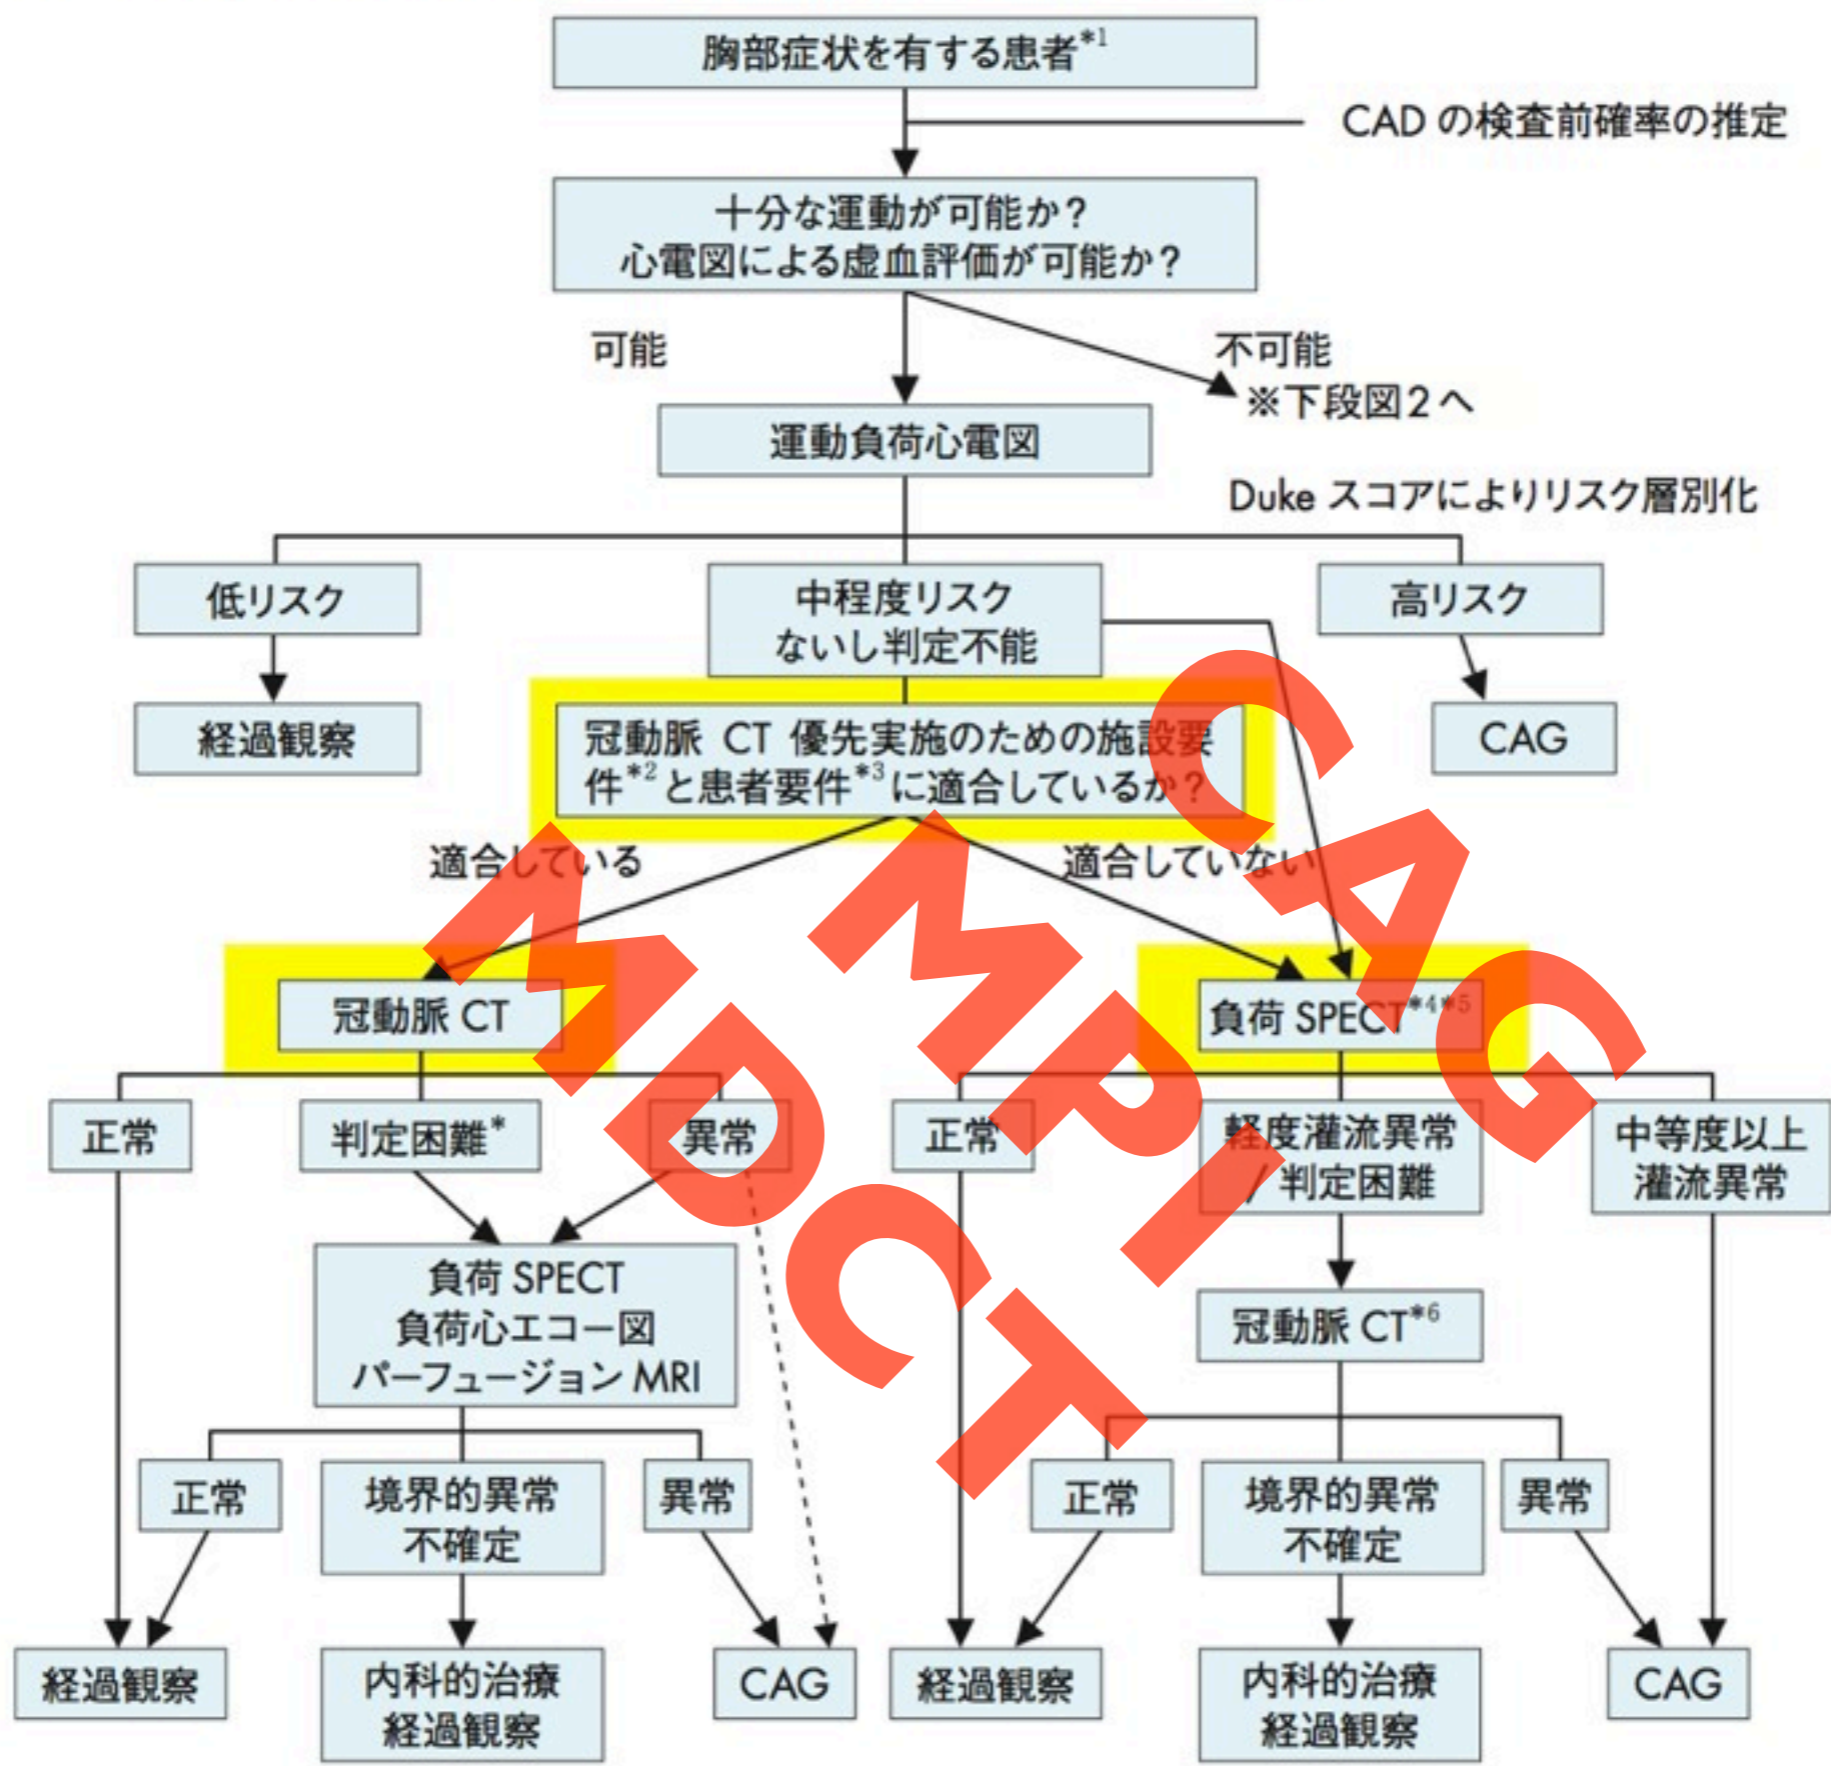 胸部症状を有する患者*1
CAD の検査前確率の推定
十分な運動が可能か？
心電図による虚血評価が可能か？
可能
不可能
※下段図2へ
運動負荷心電図
Duke スコアによりリスク層別化
低リスク
中程度リスク
ないし判定不能
高リスク
経過観察
冠動脈 CT 優先実施のための施設要
件*2と患者要件*3に適合しているか？
CAG
適合している
適合していない
冠動脈 CT
負荷 SPECT*4*5
正常
判定困難*
異常
正常
軽度灌流異常
/ 判定困難
中等度以上
灌流異常
負荷 SPECT
負荷心エコー図
パーフュージョン MRI
冠動脈 CT*6
正常
境界的異常
不確定
異常
正常
境界的異常
不確定
異常
経過観察
内科的治療
経過観察
CAG
経過観察
内科的治療
経過観察
CAG
MDCT
MPI
CAG